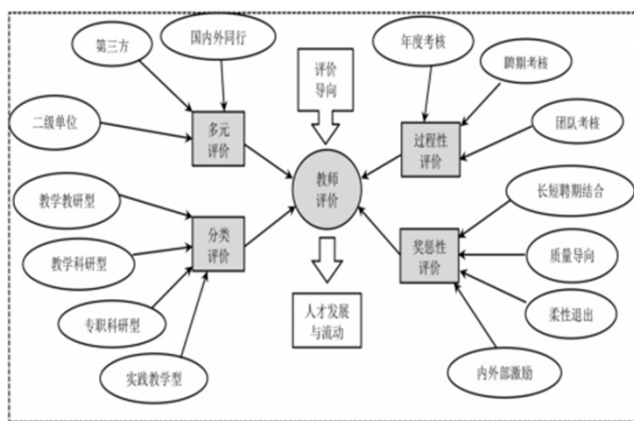 第三方
国内外同行
评价
导向
年度考核
聘期考核
二级单位
多元
评价
过程性
评价
团队考核
教师
评价
教学教研型
长短聘期结合
分类
评价
奖惩性
评价
教学科研型
质量导向
专职科研型
人才发展
与流动
柔性退出
实践教学型
内外部激励